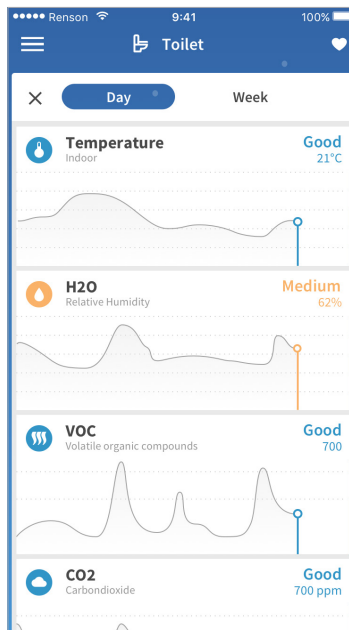 Renson 9:41 100%
Toilet
Day Week
Temperature Good
Indoor 21°C
H2O Medium
Relative Humidity 62%
VOC Good
Volatile organic compounds 700
CO2 Good
Carbondioxide 700 ppm